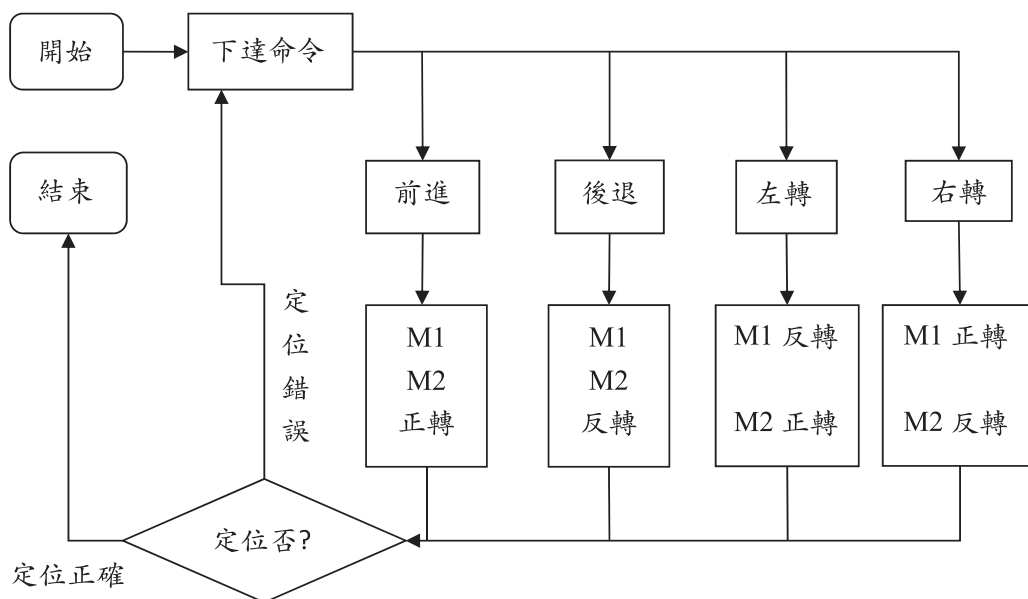 開始
下達命令
結束
前進
後退
左轉
右轉
定位錯誤
M1
M2
正轉
M1
M2
反轉
M1 反轉
M2 正轉
M1 正轉
M2 反轉
定位否?
定位正確